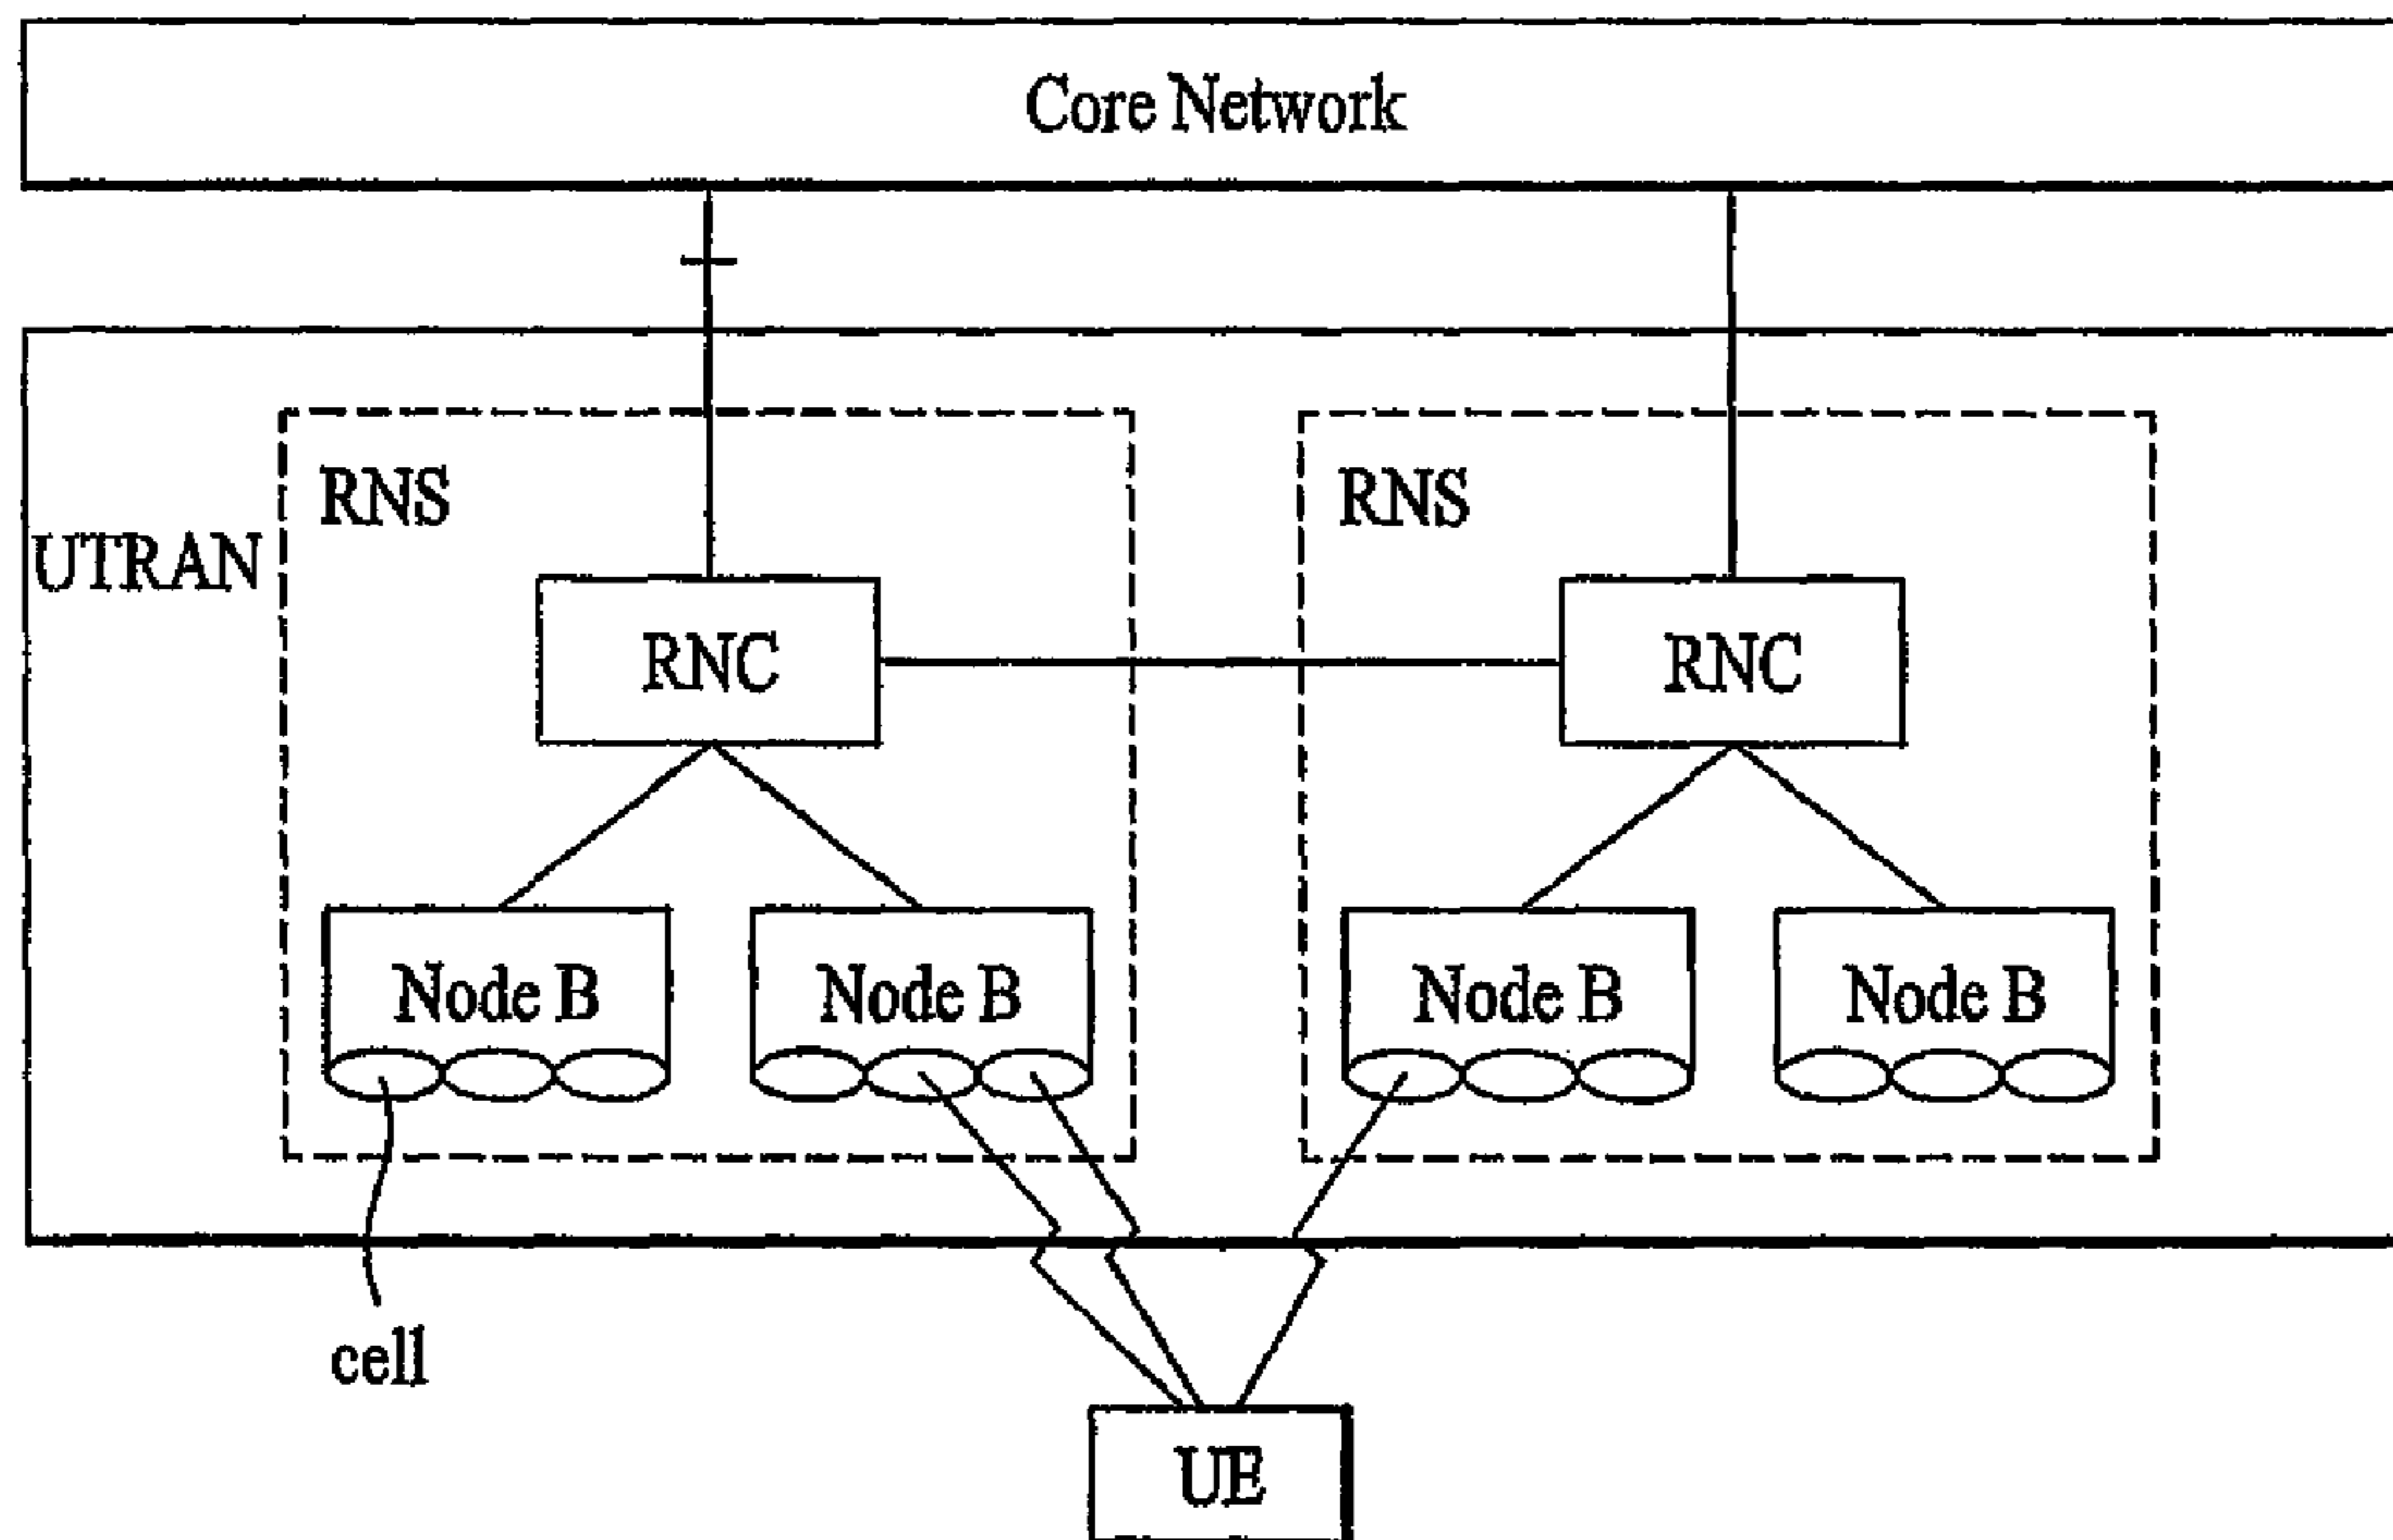 Core Network
RNS
RNS
UTRAN
RNC
RNC
Node B
Node B
Node B
Node B
cell
UE